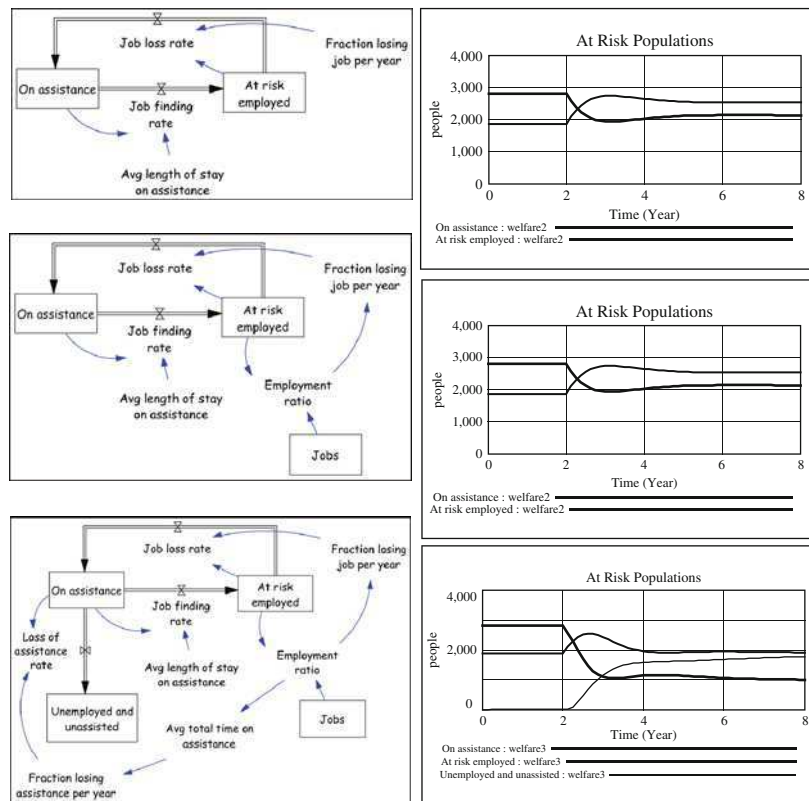 Job loss rate
Fraction losing
job per year
On assistance
At risk
employed
Job finding
rate
Avg length of stay
on assistance
At Risk Populations
4,000
3,000
people
2,000
1,000
0
0 2 4 6 8
Time (Year)
On assistance : welfare2
At risk employed : welfare2
Job loss rate
Fraction losing
job per year
On assistance
At risk
employed
Job finding
rate
Avg length of stay
on assistance
Employment
ratio
Jobs
At Risk Populations
4,000
3,000
people
2,000
1,000
0
0 2 4 6 8
Time (Year)
On assistance : welfare2
At risk employed : welfare2
Job loss rate
Fraction losing
job per year
On assistance
At risk
employed
Job finding
rate
Loss of
assistance
rate
Avg length of stay
on assistance
Employment
ratio
Unemployed and
unassisted
Jobs
Avg total time on
assistance
Fraction losing
assistance per year
At Risk Populations
4,000
people
2,000
0
0 2 4 6 8
Time (Year)
On assistance : welfare3
At risk employed : welfare3
Unemployed and unassisted : welfare3